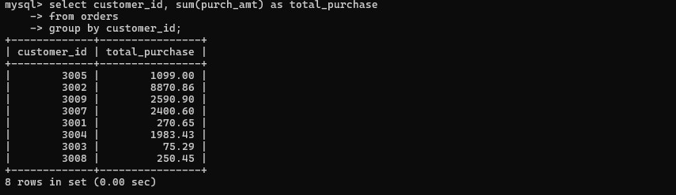 mysql> select customer_id, sum(purch_amt) as total_purchase
    -> from orders
    -> group by customer_id;
+-------------+----------------+
| customer_id | total_purchase |
+-------------+----------------+
|        3005 |        1099.00 |
|        3002 |        8870.86 |
|        3009 |        2590.90 |
|        3007 |        2400.60 |
|        3001 |         270.65 |
|        3004 |        1983.43 |
|        3003 |          75.29 |
|        3008 |         250.45 |
+-------------+----------------+
8 rows in set (0.00 sec)